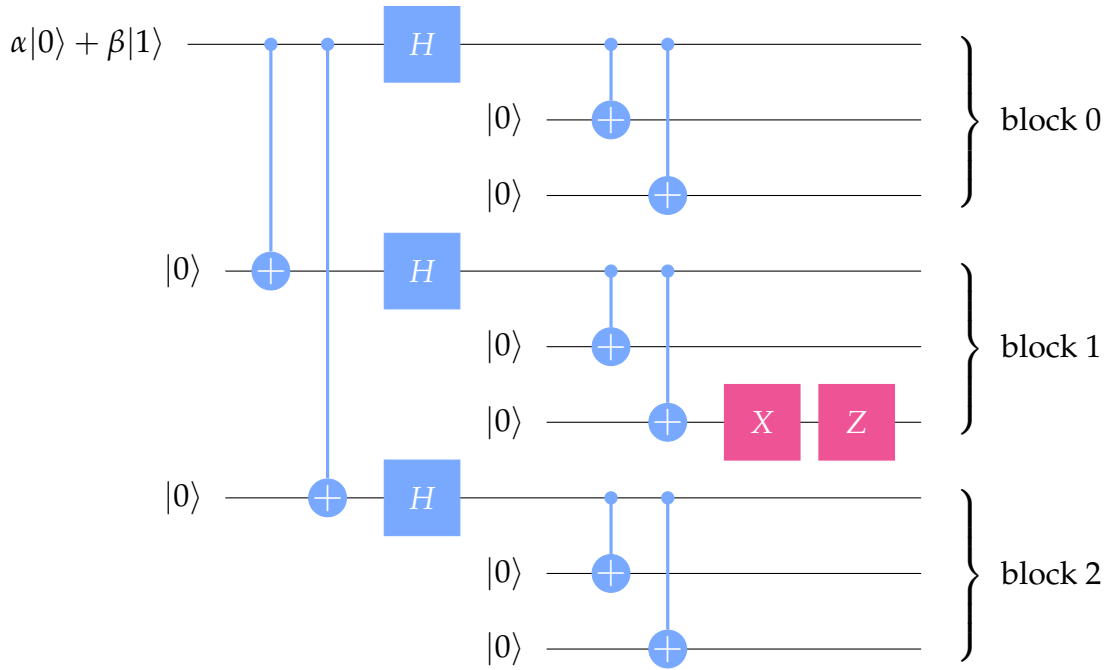 α|0⟩ + β|1⟩
H
|0⟩
block 0
|0⟩
|0⟩
H
|0⟩
block 1
|0⟩
X
Z
|0⟩
H
|0⟩
block 2
|0⟩